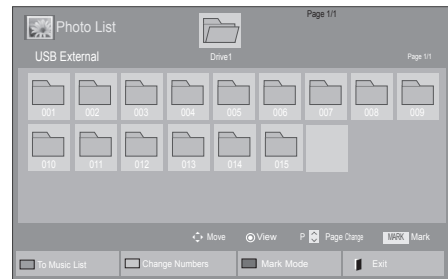 Photo List
Page 1/1
USB External
Drive1
Page 1/1
001 002 003 004 005 006 007 008 009
010 011 012 013 014 015
Move View P Page Change MARK Mark
To Music List Change Numbers Mark Mode Exit